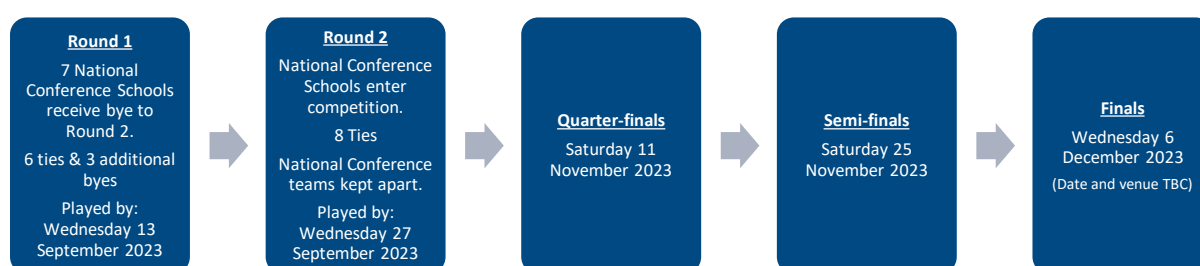 Round 1
7 National
Conference Schools
receive bye to
Round 2.
6 ties & 3 additional
byes
Played by:
Wednesday 13
September 2023
Round 2
National Conference
Schools enter
competition.
8 Ties
National Conference
teams kept apart.
Played by:
Wednesday 27
September 2023
Quarter-finals
Saturday 11
November 2023
Semi-finals
Saturday 25
November 2023
Finals
Wednesday 6
December 2023
(Date and venue TBC)